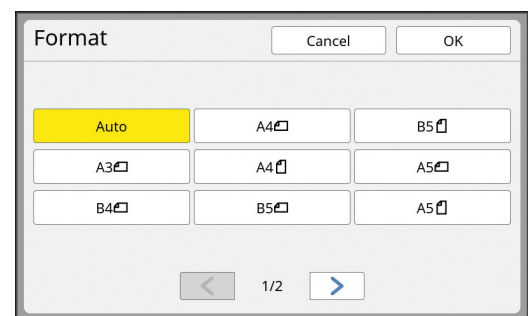 Format Cancel OK
Auto A4 B5
A3 A4 A5
B4 B5 A5
1/2